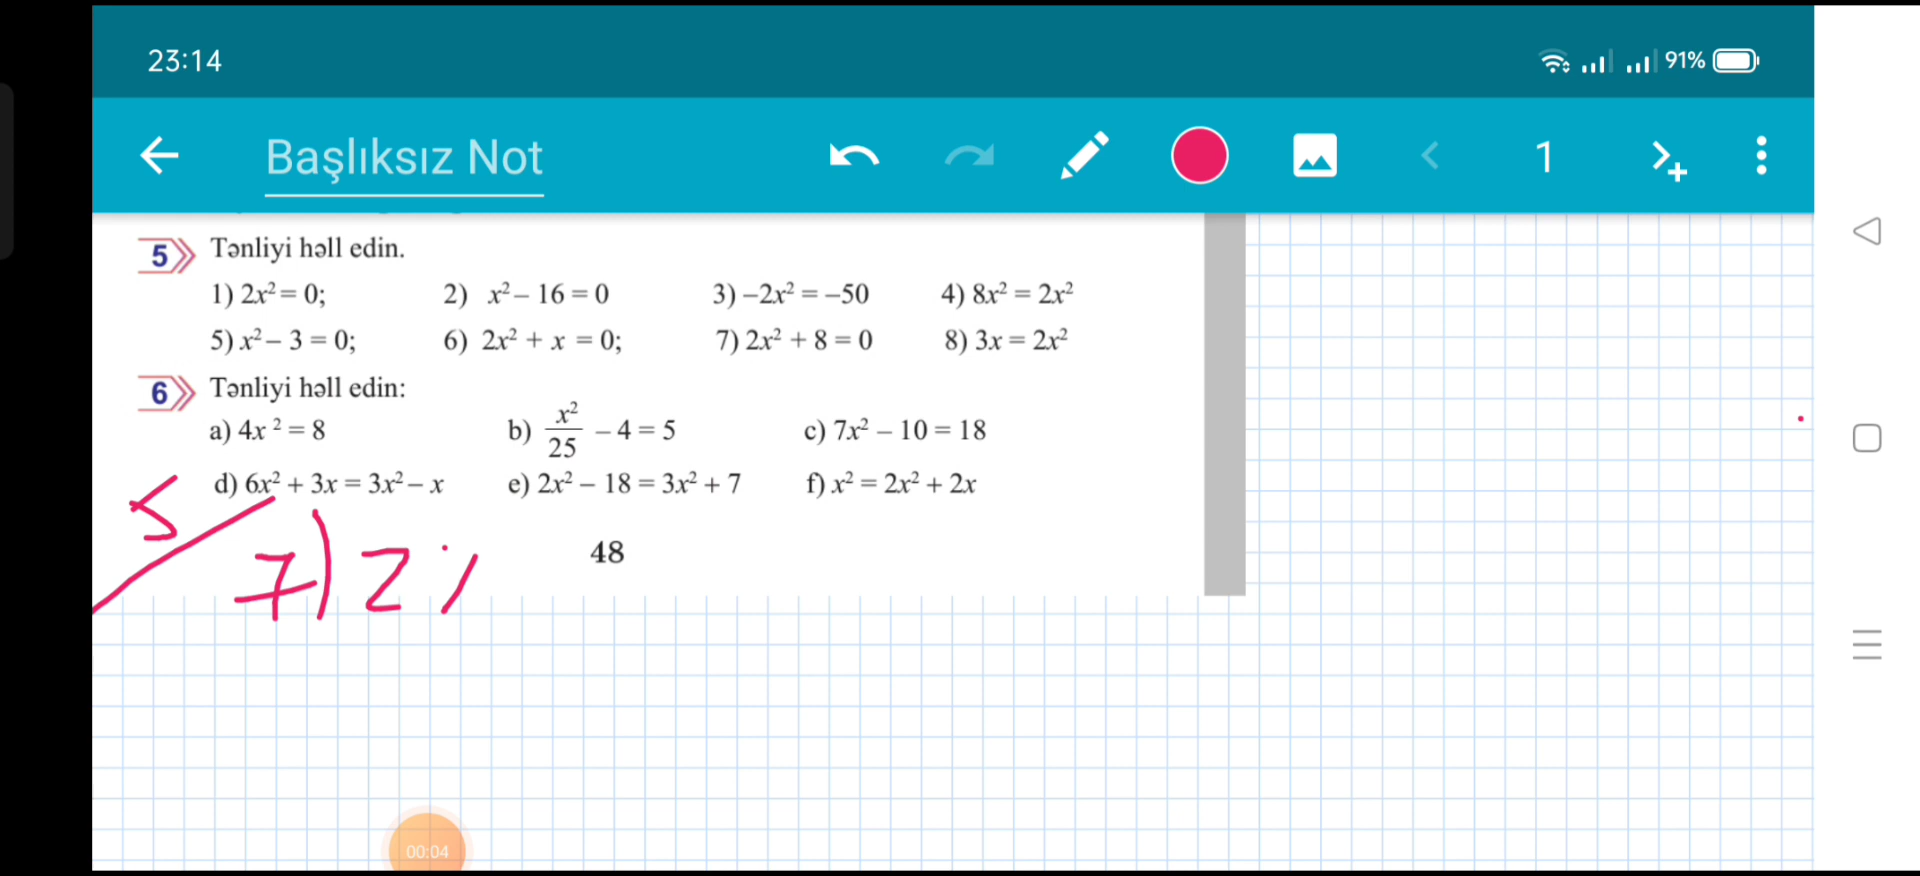 23:14
91%
Başlıksız Not
1
5 Tənliyi həll edin.
1) 2x² = 0; 2) x² – 16 = 0 3) –2x² = –50 4) 8x² = 2x²
5) x² – 3 = 0; 6) 2x² + x = 0; 7) 2x² + 8 = 0 8) 3x = 2x²
6 Tənliyi həll edin:
a) 4x ² = 8 b) x²/25 – 4 = 5 c) 7x² – 10 = 18
d) 6x² + 3x = 3x² – x e) 2x² – 18 = 3x² + 7 f) x² = 2x² + 2x
5
7) 2
48
00:04